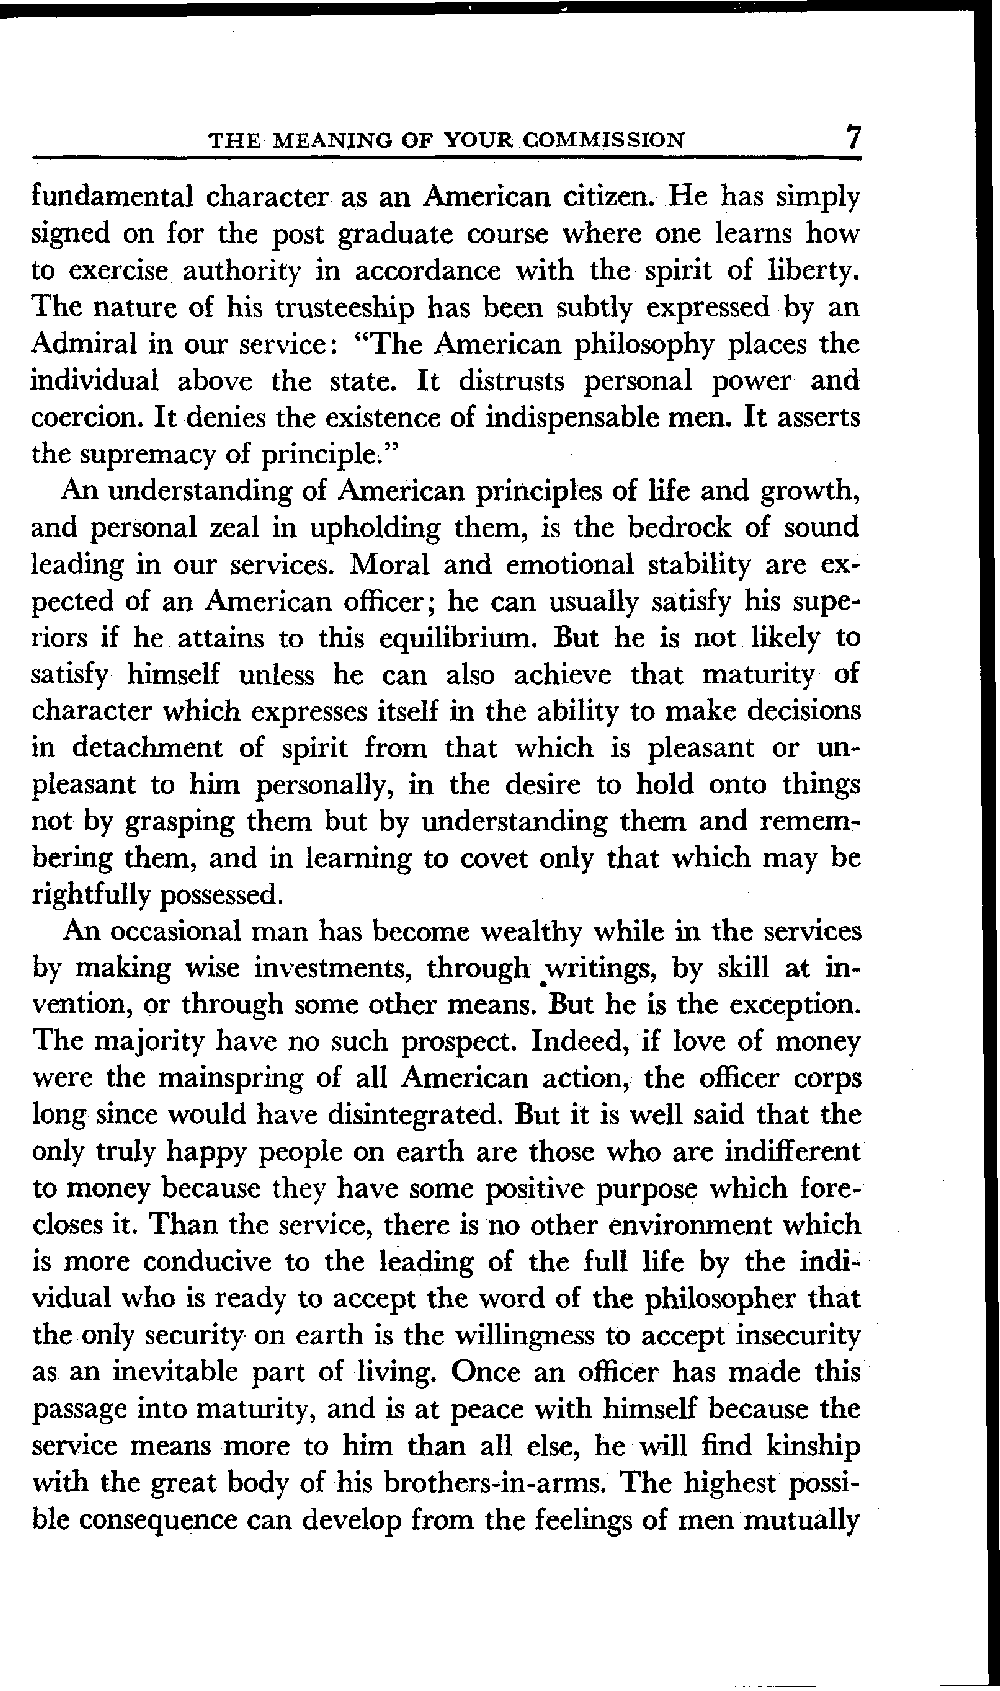 THE MEANING OF YOUR COMMISSION 7
fundamental character as an American citizen. He has simply
signed on for the post graduate course where one learns how
to exercise authority in accordance with the spirit of liberty.
The nature of his trusteeship has been subtly expressed by an
Admiral in our service: “The American philosophy places the
individual above the state. It distrusts personal power and
coercion. It denies the existence of indispensable men. It asserts
the supremacy of principle.”
An understanding of American principles of life and growth,
and personal zeal in upholding them, is the bedrock of sound
leading in our services. Moral and emotional stability are ex-
pected of an American officer; he can usually satisfy his supe-
riors if he attains to this equilibrium. But he is not likely to
satisfy himself unless he can also achieve that maturity of
character which expresses itself in the ability to make decisions
in detachment of spirit from that which is pleasant or un-
pleasant to him personally, in the desire to hold onto things
not by grasping them but by understanding them and remem-
bering them, and in learning to covet only that which may be
rightfully possessed.
An occasional man has become wealthy while in the services
by making wise investments, through writings, by skill at in-
vention, or through some other means. But he is the exception.
The majority have no such prospect. Indeed, if love of money
were the mainspring of all American action, the officer corps
long since would have disintegrated. But it is well said that the
only truly happy people on earth are those who are indifferent
to money because they have some positive purpose which fore-
closes it. Than the service, there is no other environment which
is more conducive to the leading of the full life by the indi-
vidual who is ready to accept the word of the philosopher that
the only security on earth is the willingness to accept insecurity
as an inevitable part of living. Once an officer has made this
passage into maturity, and is at peace with himself because the
service means more to him than all else, he will find kinship
with the great body of his brothers-in-arms. The highest possi-
ble consequence can develop from the feelings of men mutually